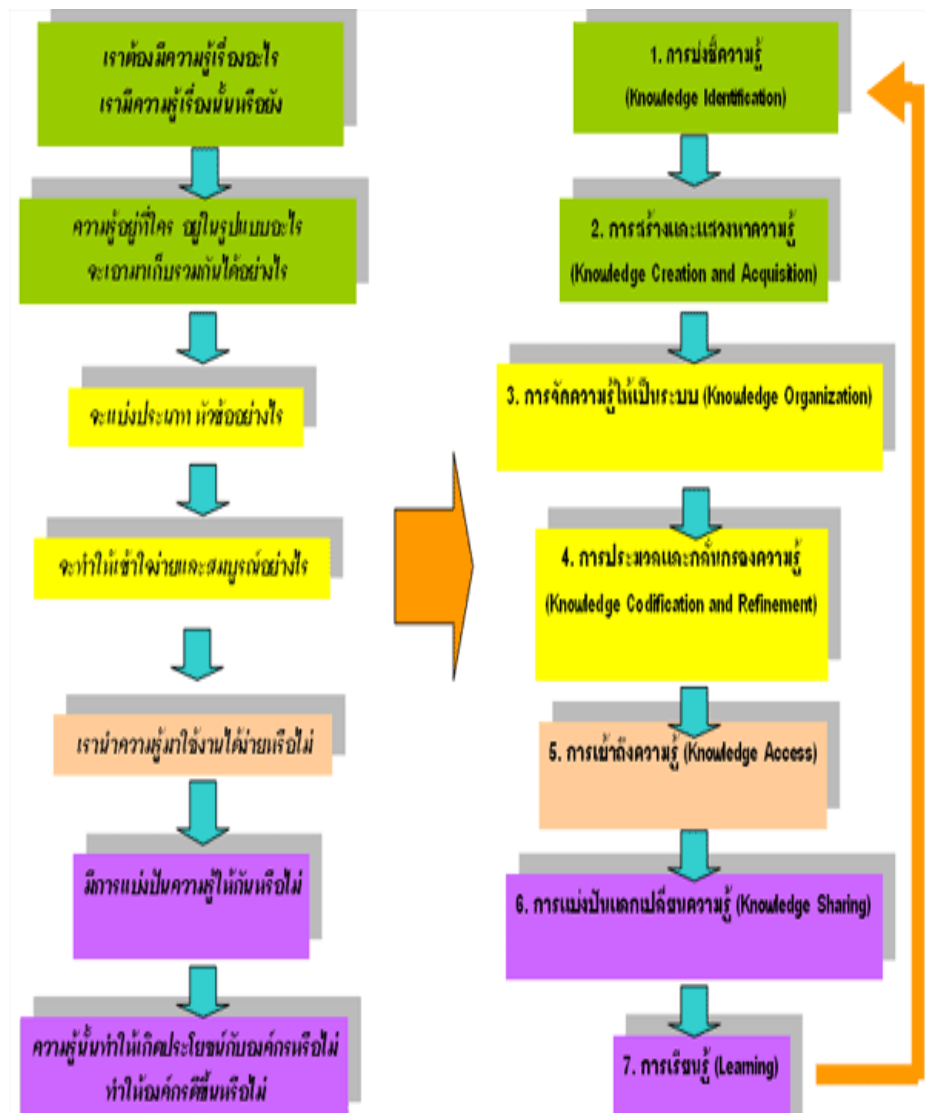 เราต้องมีความรู้เรื่องอะไร
เรามีความรู้เรื่องนั้นหรือยัง
ความรู้อยู่ที่ใคร อยู่ในรูปแบบอะไร
จะเอามาเก็บรวมกันได้อย่างไร
จะแบ่งประเภท หัวข้ออย่างไร
จะทำให้เข้าใจง่ายและสมบูรณ์อย่างไร
เรานำความรู้มาใช้งานได้ง่ายหรือไม่
มีการแบ่งปันความรู้ให้กันหรือไม่
ความรู้นั้นทำให้เกิดประโยชน์กับองค์กรหรือไม่
ทำให้องค์กรดีขึ้นหรือไม่
1. การบ่งชี้ความรู้
(Knowledge Identification)
2. การสร้างและแสวงหาความรู้
(Knowledge Creation and Acquisition)
3. การจัดความรู้ให้เป็นระบบ (Knowledge Organization)
4. การประมวลและกลั่นกรองความรู้
(Knowledge Codification and Refinement)
5. การเข้าถึงความรู้ (Knowledge Access)
6. การแบ่งปันแลกเปลี่ยนความรู้ (Knowledge Sharing)
7. การเรียนรู้ (Learning)